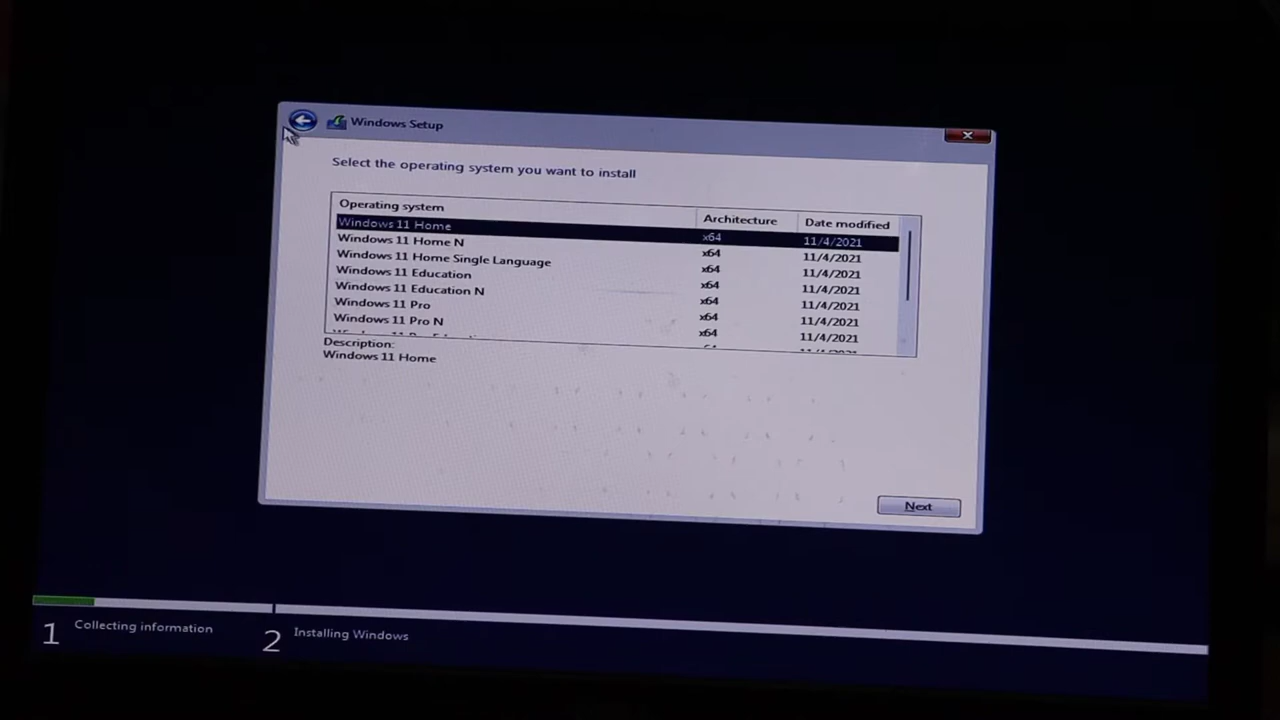 Windows Setup
Select the operating system you want to install
Operating system Architecture Date modified
Windows 11 Home x64 11/4/2021
Windows 11 Home N x64 11/4/2021
Windows 11 Home Single Language x64 11/4/2021
Windows 11 Education x64 11/4/2021
Windows 11 Education N x64 11/4/2021
Windows 11 Pro x64 11/4/2021
Windows 11 Pro N x64 11/4/2021
Description:
Windows 11 Home
Next
1 Collecting information 2 Installing Windows